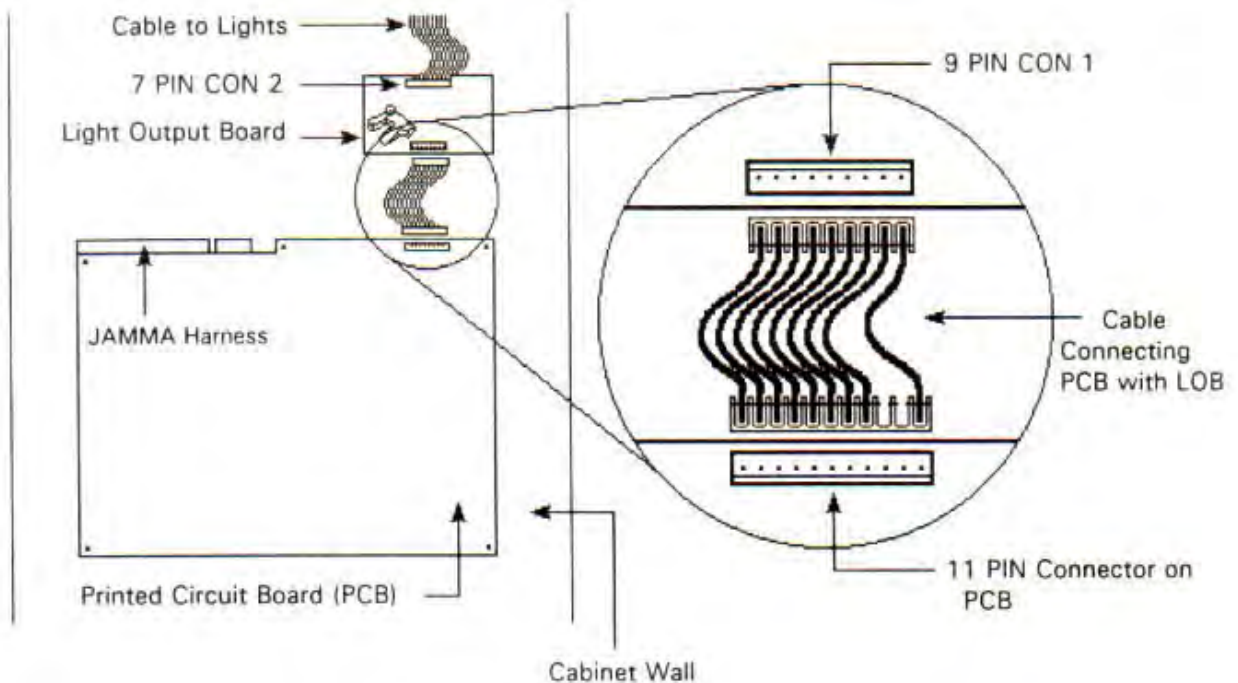 Cable to Lights
7 PIN CON 2
Light Output Board
JAMMA Harness
Printed Circuit Board (PCB)
Cabinet Wall
9 PIN CON 1
Cable
Connecting
PCB with LOB
11 PIN Connector on
PCB